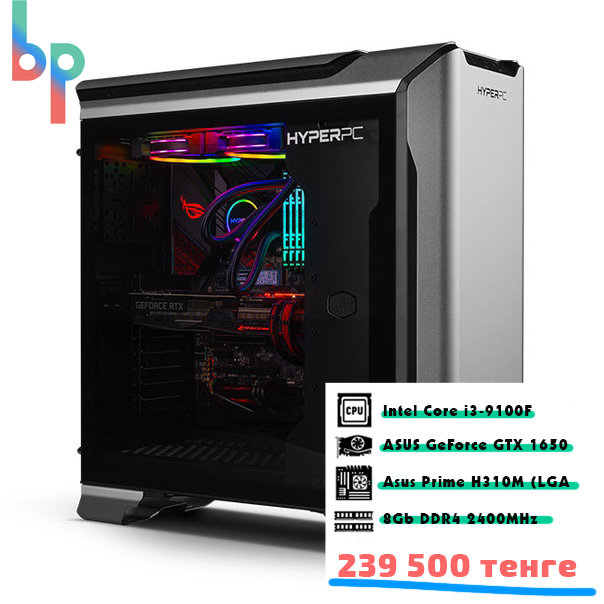 bp
HYPERPC
HYPERPC
HYPERPC
GEFORCE RTX
CPU
Intel Core i3-9100F
ASUS GeForce GTX 1650
Asus Prime H310M (LGA
8Gb DDR4 2400MHz
239 500 тенге